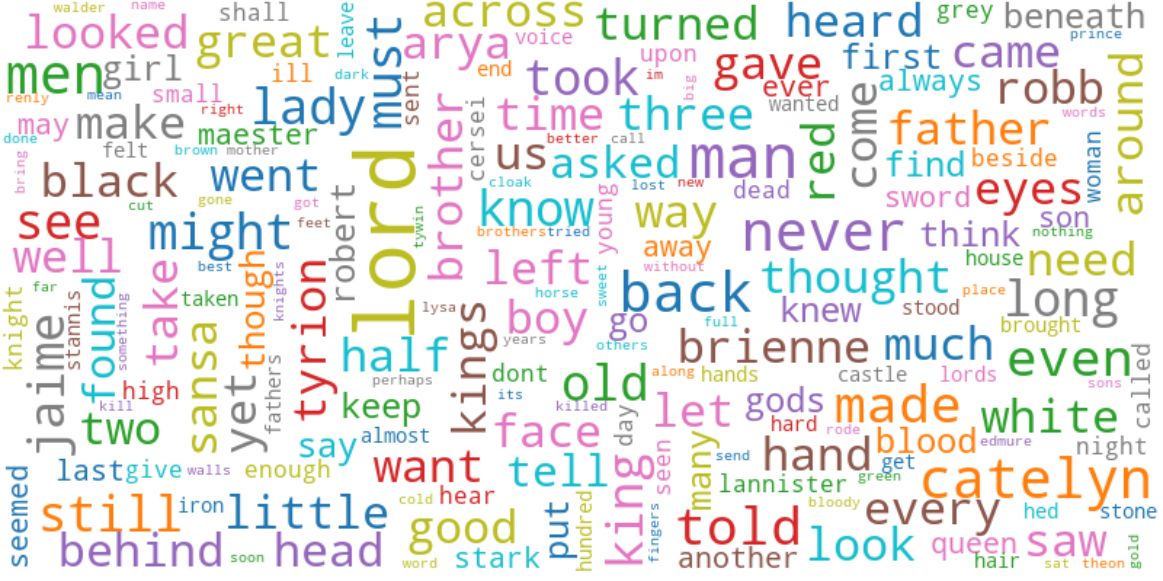 walder name shall leave across turned heard grey beneath
looked great arya voice first came prince
men girl ill dark must sent end upon took im big gave ever always robb around
renly mean small right lady time three wanted come words
may make maester better call red father
done felt brown mother cersei us asked man find beside woman
bring black went cloak lost new dead sword eyes
cut gone got robert lord brother know young way son
see might feet tywin brothers tried never think nothing
well best knights left away without house need
far take though sweet back thought place long
knight stannis found something taken tyrion horse knew stood
jaime sansa lysa kings boy go full brought
years others brienne much even
half perhaps dont old along hands castle lords sons called
high yet fathers its
kill keep killed day let gods made white
two say almost face hard rode blood edmure night
last give walls enough want tell king seen many send hand get catelyn
seemed hear lannister green
still iron little cold good put hundred fingers told bloody every hed stone
behind soon head word stark another look queen saw gold
hair sat theon